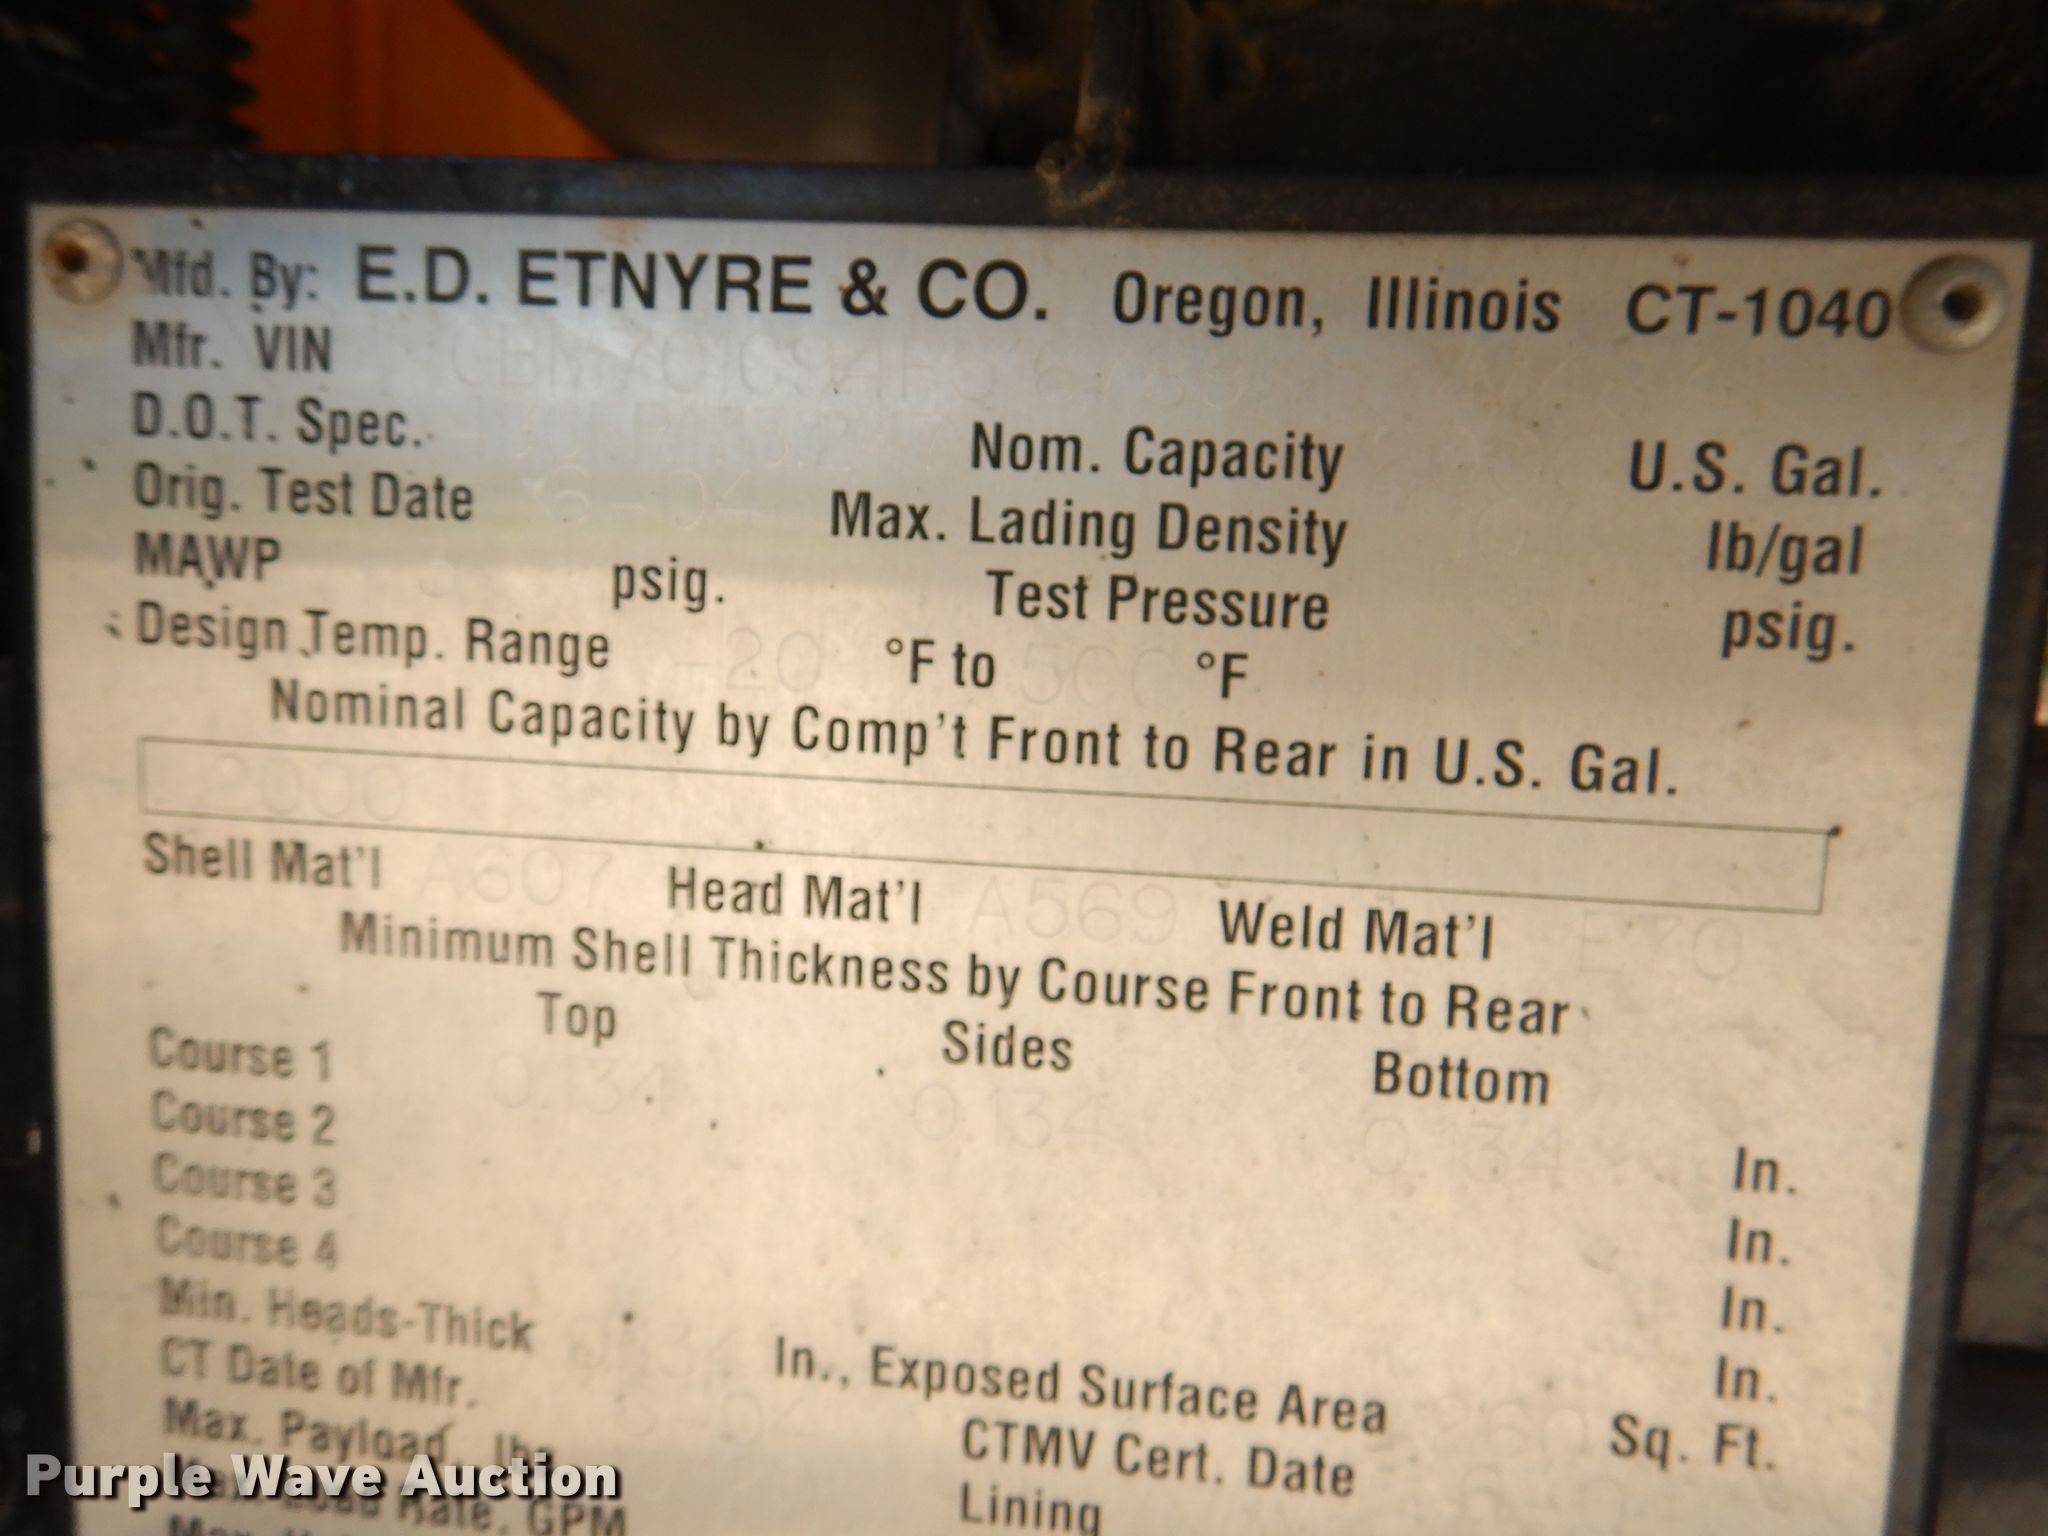 Mfd. By: E.D. ETNYRE & CO. Oregon, Illinois CT-1040
Mfr. VIN
D.O.T. Spec. Nom. Capacity U.S. Gal.
Orig. Test Date 6-04 Max. Lading Density lb/gal
MAWP psig. Test Pressure psig.
Design Temp. Range -20 °F to 500 °F
Nominal Capacity by Comp't Front to Rear in U.S. Gal.
2000
Shell Mat'l A607 Head Mat'l A569 Weld Mat'l E70
Minimum Shell Thickness by Course Front to Rear
Top Sides Bottom
Course 1 0.134 0.134 0.134 In.
Course 2 In.
Course 3 In.
Course 4 In.
Min. Heads-Thick In., Exposed Surface Area Sq. Ft.
CT Date of Mfr. CTMV Cert. Date
Max. Payload, lbs Lining
Rate, GPM
Purple Wave Auction